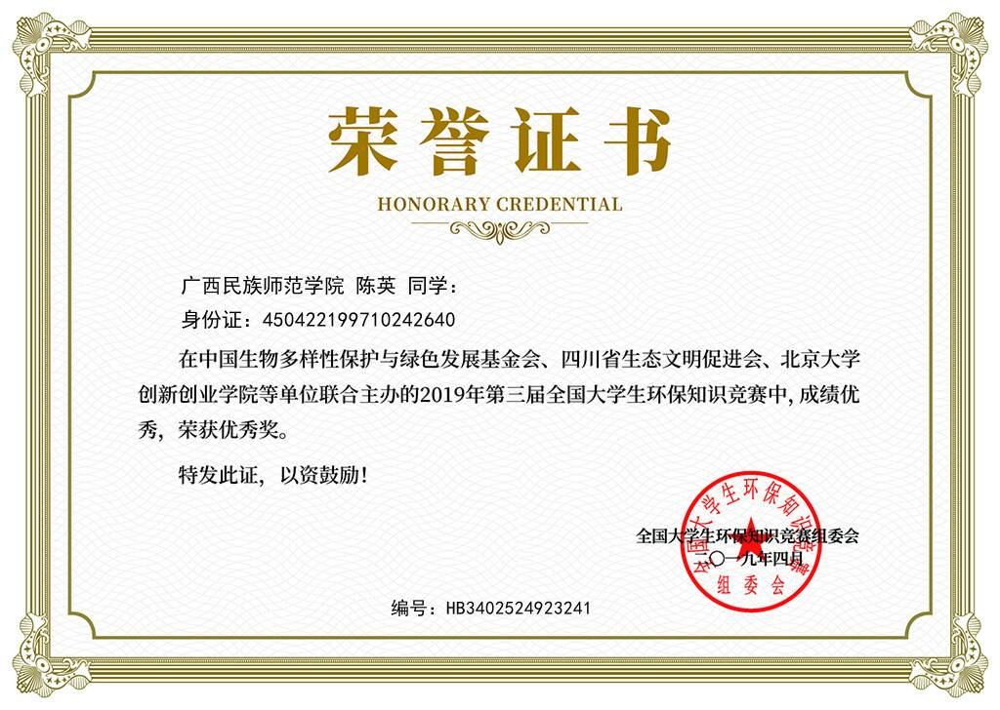 荣誉证书
HONORARY CREDENTIAL
广西民族师范学院 陈英 同学：
身份证：450422199710242640
在中国生物多样性保护与绿色发展基金会、四川省生态文明促进会、北京大学
创新创业学院等单位联合主办的2019年第三届全国大学生环保知识竞赛中，成绩优
秀，荣获优秀奖。
特发此证，以资鼓励！
全国大学生环保知识竞赛
全国大学生环保知识竞赛组委会
二〇一九年四月
组委会
编号：HB3402524923241